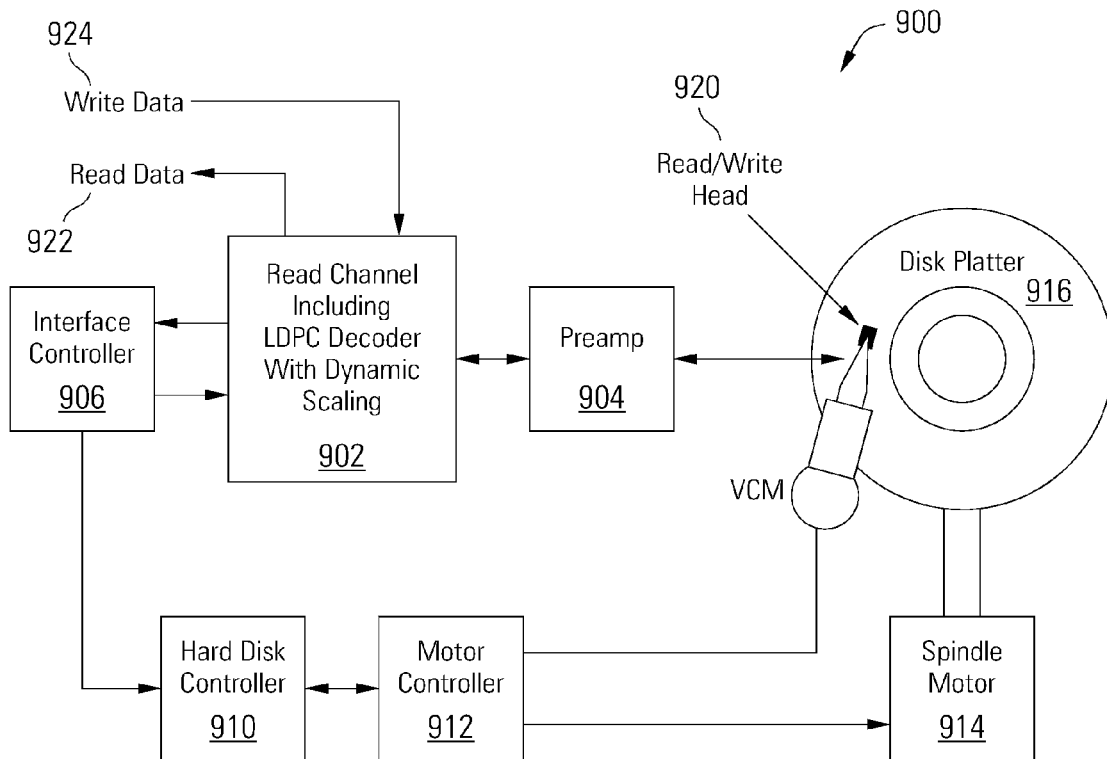 924
Write Data
Read Data
922
900
920
Read/Write
Head
Disk Platter
916
Interface
Controller
906
Read Channel
Including
LDPC Decoder
With Dynamic
Scaling
902
Preamp
904
VCM
Hard Disk
Controller
910
Motor
Controller
912
Spindle
Motor
914